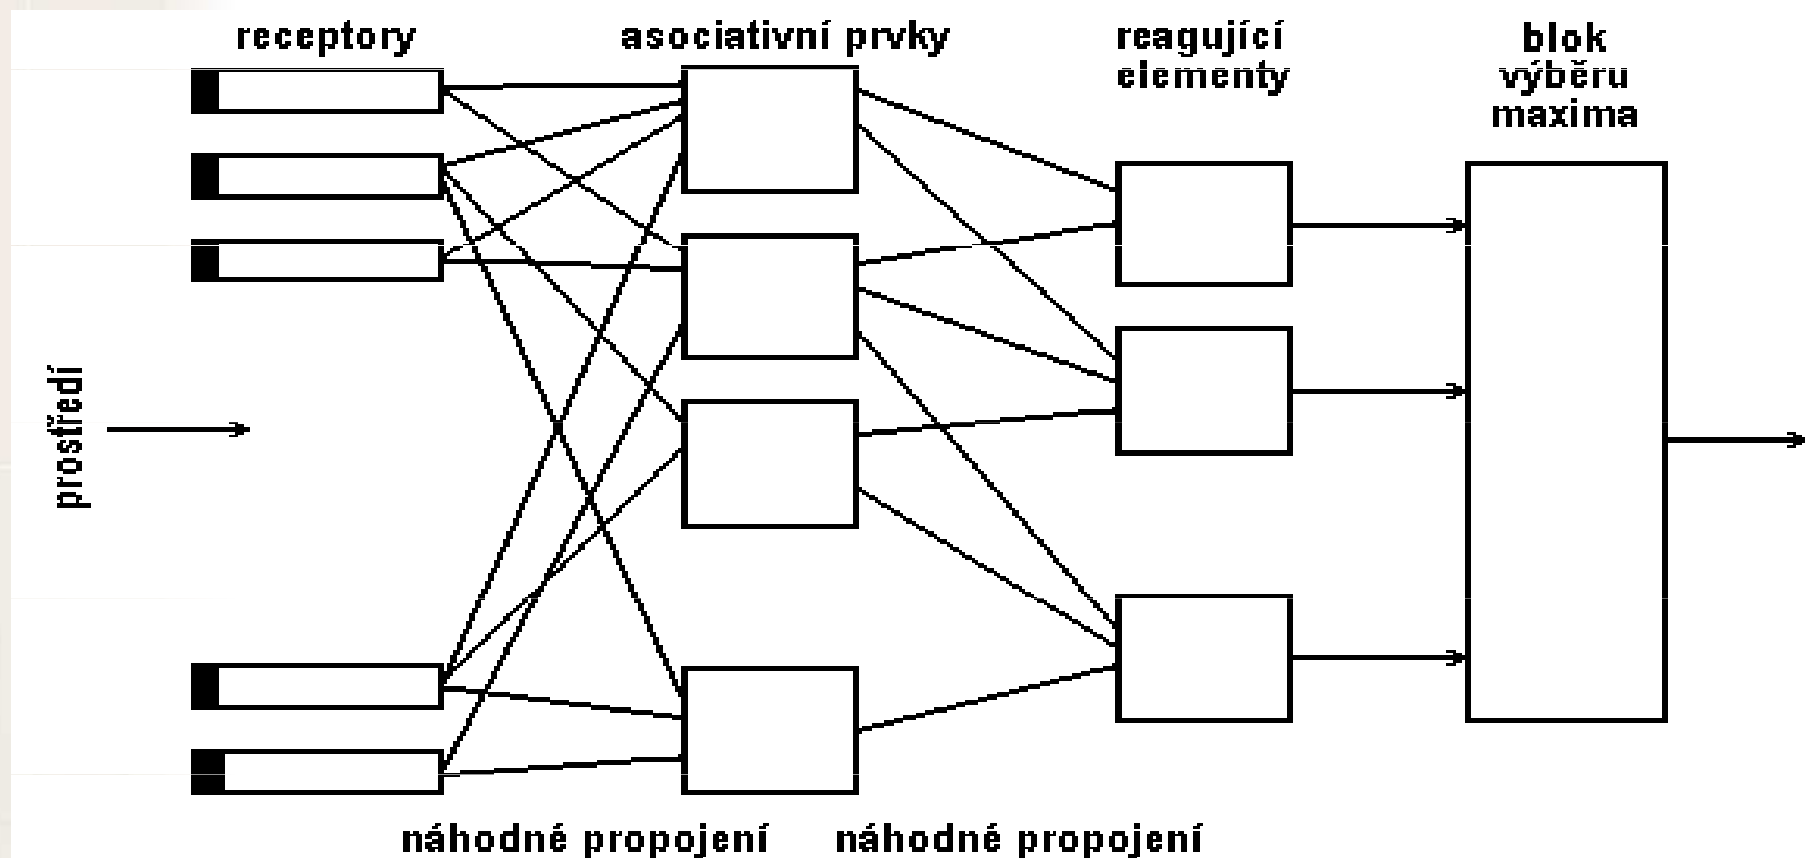 receptory
asociativní prvky
reagující
elementy
blok
výběru
maxima
prostředí
náhodné propojení
náhodné propojení